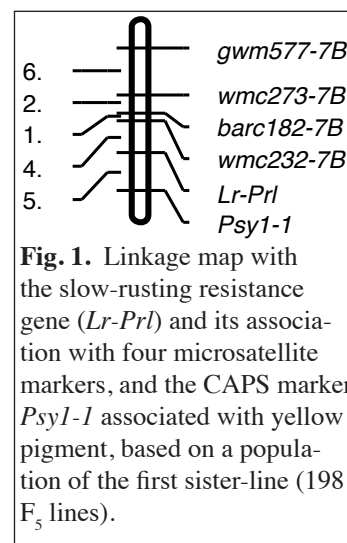 gwm577-7B
6.
wmc273-7B
2.
barc182-7B
1.
wmc232-7B
4.
Lr-Prl
5.
Psy1-1
Fig. 1. Linkage map with
the slow-rusting resistance
gene (Lr-Prl) and its associa-
tion with four microsatellite
markers, and the CAPS marker
Psy1-1 associated with yellow
pigment, based on a popula-
tion of the first sister-line (198
F₅ lines).